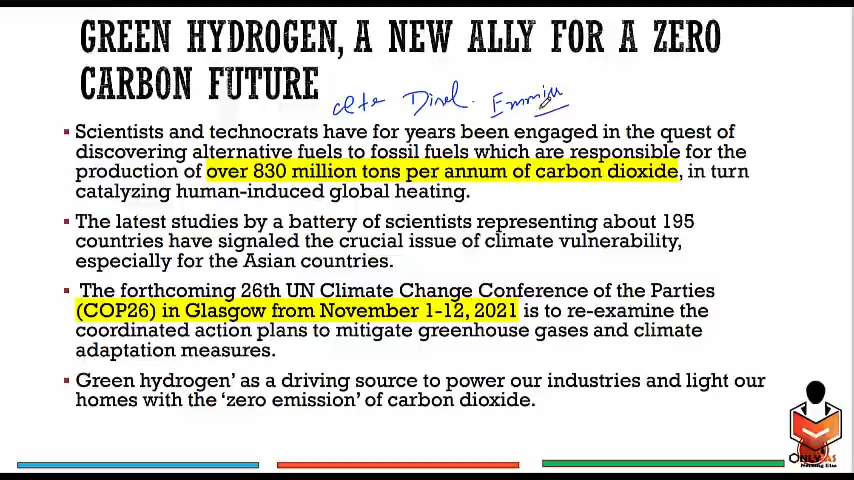 GREEN HYDROGEN, A NEW ALLY FOR A ZERO
CARBON FUTURE
▪ Scientists and technocrats have for years been engaged in the quest of
discovering alternative fuels to fossil fuels which are responsible for the
production of over 830 million tons per annum of carbon dioxide, in turn
catalyzing human-induced global heating.
▪ The latest studies by a battery of scientists representing about 195
countries have signaled the crucial issue of climate vulnerability,
especially for the Asian countries.
▪ The forthcoming 26th UN Climate Change Conference of the Parties
(COP26) in Glasgow from November 1-12, 2021 is to re-examine the
coordinated action plans to mitigate greenhouse gases and climate
adaptation measures.
▪ Green hydrogen’ as a driving source to power our industries and light our
homes with the ‘zero emission’ of carbon dioxide.
ONLY IAS
Nothing Else